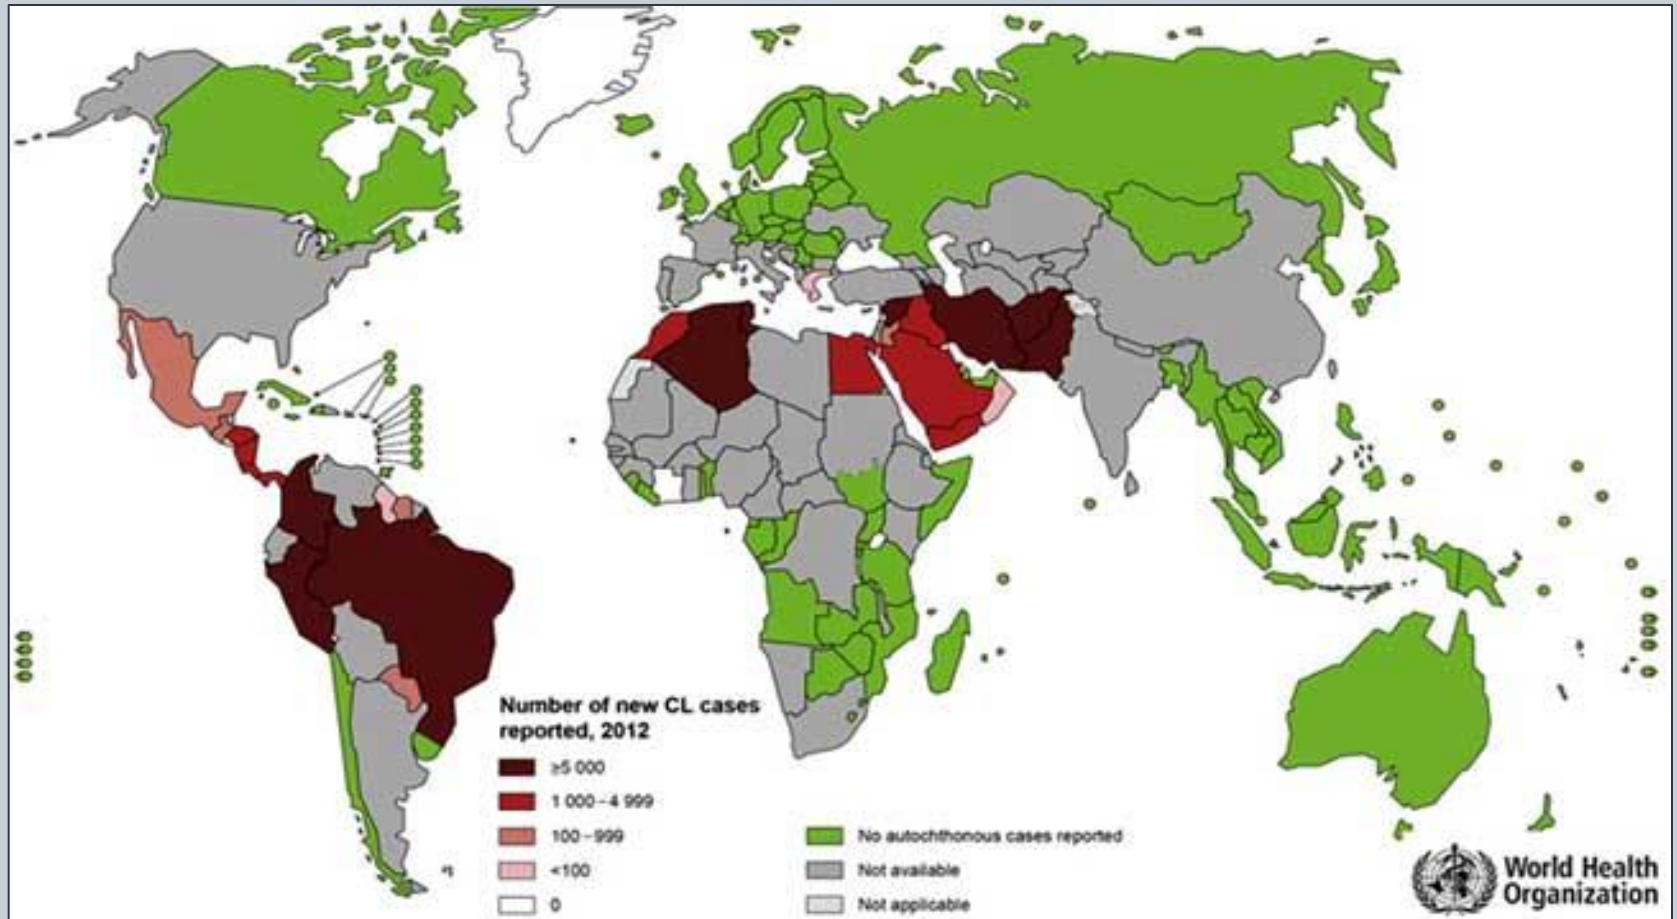 Number of new CL cases
reported, 2012
≥5 000
1 000 – 4 999
100 – 999
<100
0
No autochthonous cases reported
Not available
Not applicable
World Health
Organization